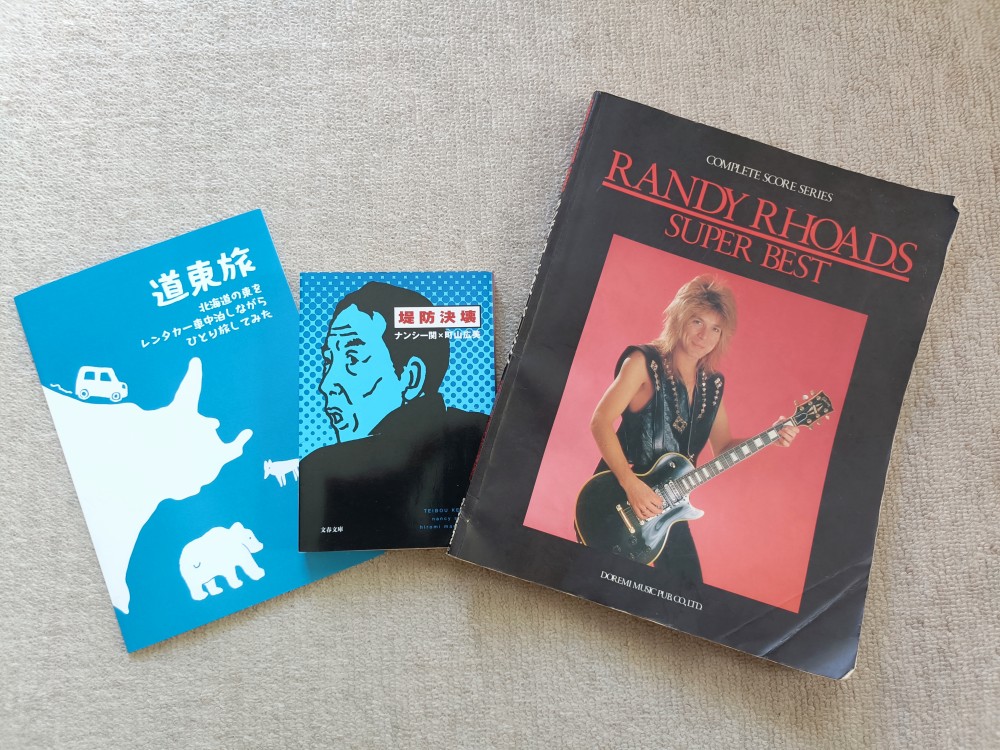 道東旅
北海道の東を
レンタカー車中泊しながら
ひとり旅してみた
堤防決壊
ナンシー関×町山広美
TEIBOU
nancy
hiromi
文春文庫
COMPLETE SCORE SERIES
RANDY RHOADS
SUPER BEST
DOREMI MUSIC PUB. CO., LTD.